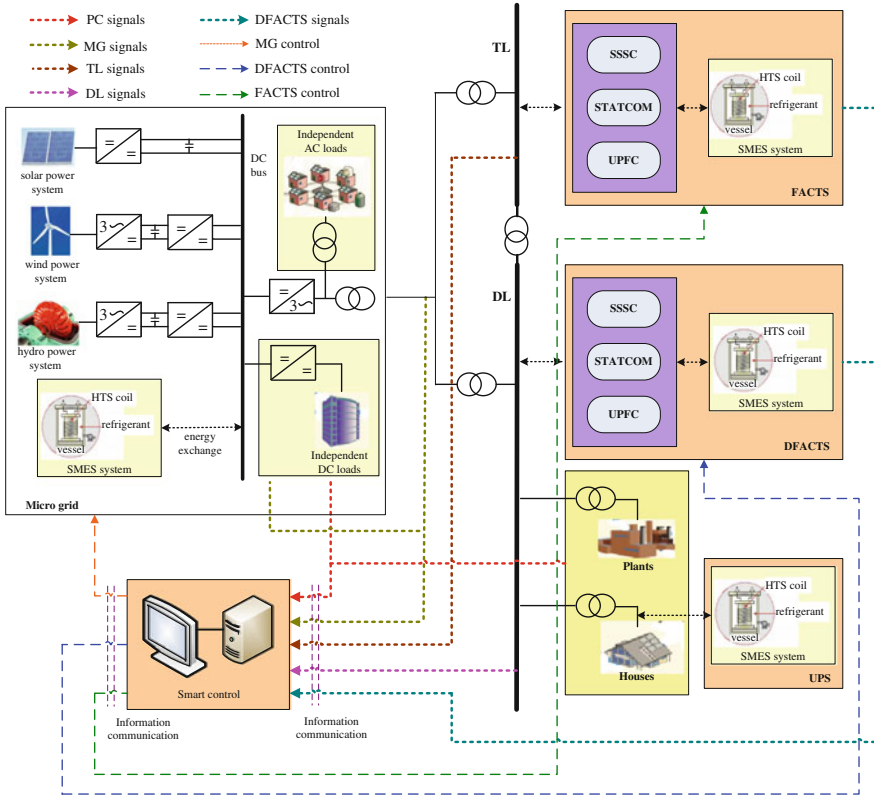 PC signals
DFACTS signals
MG signals
MG control
TL signals
DFACTS control
DL signals
FACTS control
TL
SSSC
STATCOM
UPFC
HTS coil
refrigerant
vessel
SMES system
FACTS
solar power
system
DC
bus
Independent
AC loads
3
wind power
system
3
hydro power
system
3
HTS coil
refrigerant
vessel
SMES system
energy
exchange
Independent
DC loads
Micro grid
DL
SSSC
STATCOM
UPFC
HTS coil
refrigerant
vessel
SMES system
DFACTS
Plants
Houses
HTS coil
refrigerant
vessel
SMES system
UPS
Smart control
Information
communication
Information
communication